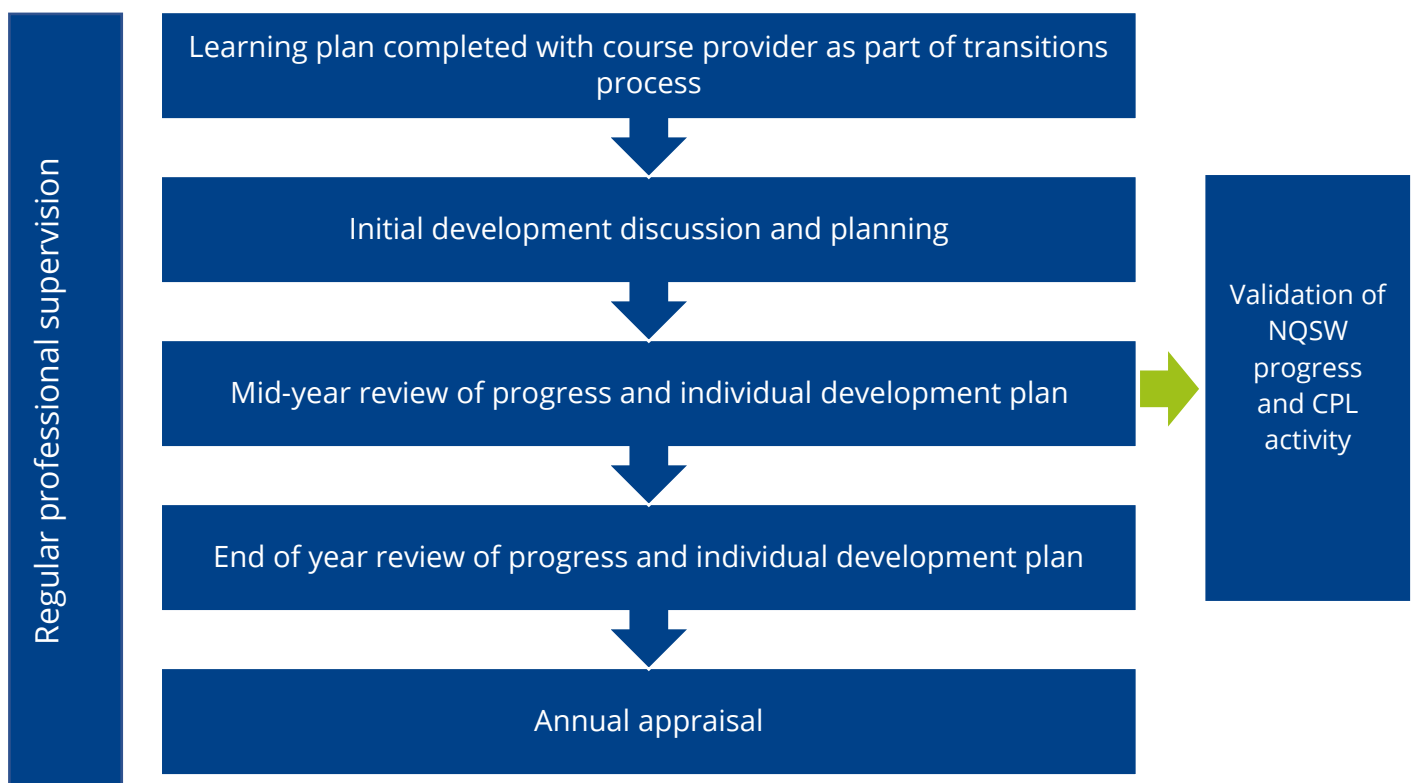 Regular professional supervision
Learning plan completed with course provider as part of transitions
process
Initial development discussion and planning
Mid-year review of progress and individual development plan
End of year review of progress and individual development plan
Annual appraisal
Validation of
NQSW
progress
and CPL
activity